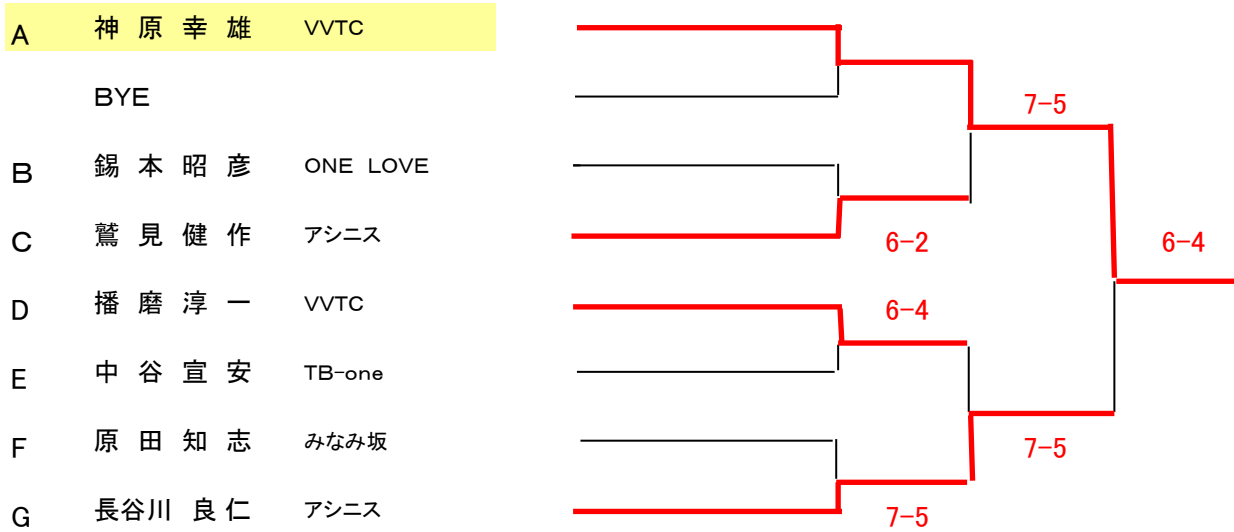 A 神原幸雄 VVTC
BYE
7-5
B 錫本昭彦 ONE LOVE
C 鷲見健作 アシニス
6-2 6-4
D 播磨淳一 VVTC
6-4
E 中谷宣安 TB-one
F 原田知志 みなみ坂
7-5
G 長谷川良仁 アシニス
7-5